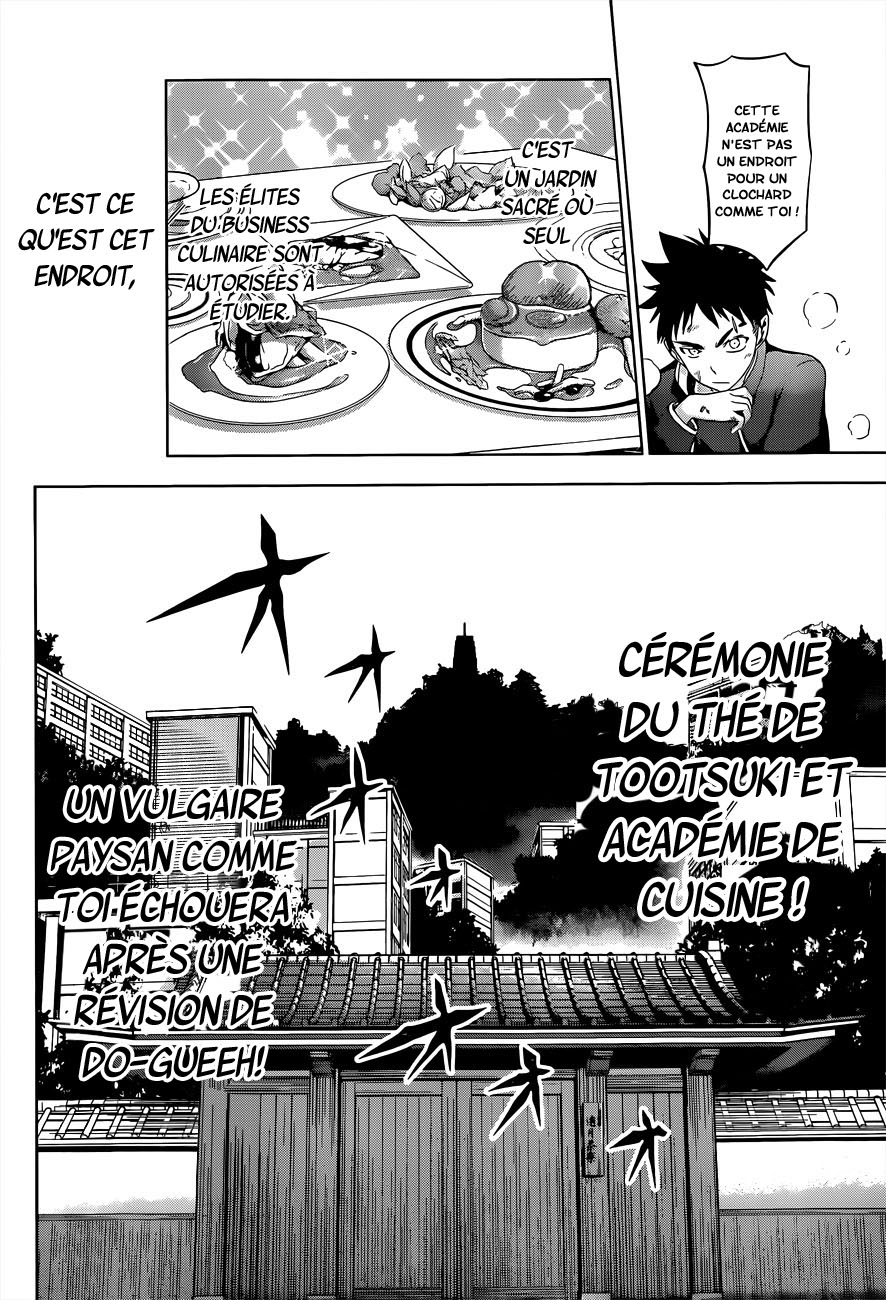 CETTE
ACADÉMIE
N'EST PAS
UN ENDROIT
POUR UN
CLOCHARD
COMME TOI !
C'EST
UN JARDIN
SACRÉ OÙ
SEUL
LES ÉLITES
DU BUSINESS
CULINAIRE SONT
AUTORISÉES À
ÉTUDIER.
C'EST CE
QU'EST CET
ENDROIT,
CÉRÉMONIE
DU THÉ DE
TOOTSUKI ET
ACADÉMIE DE
CUISINE !
UN VULGAIRE
PAYSAN COMME
TOI ÉCHOUERA
APRÈS UNE
RÉVISION DE
DO-GUEEH!